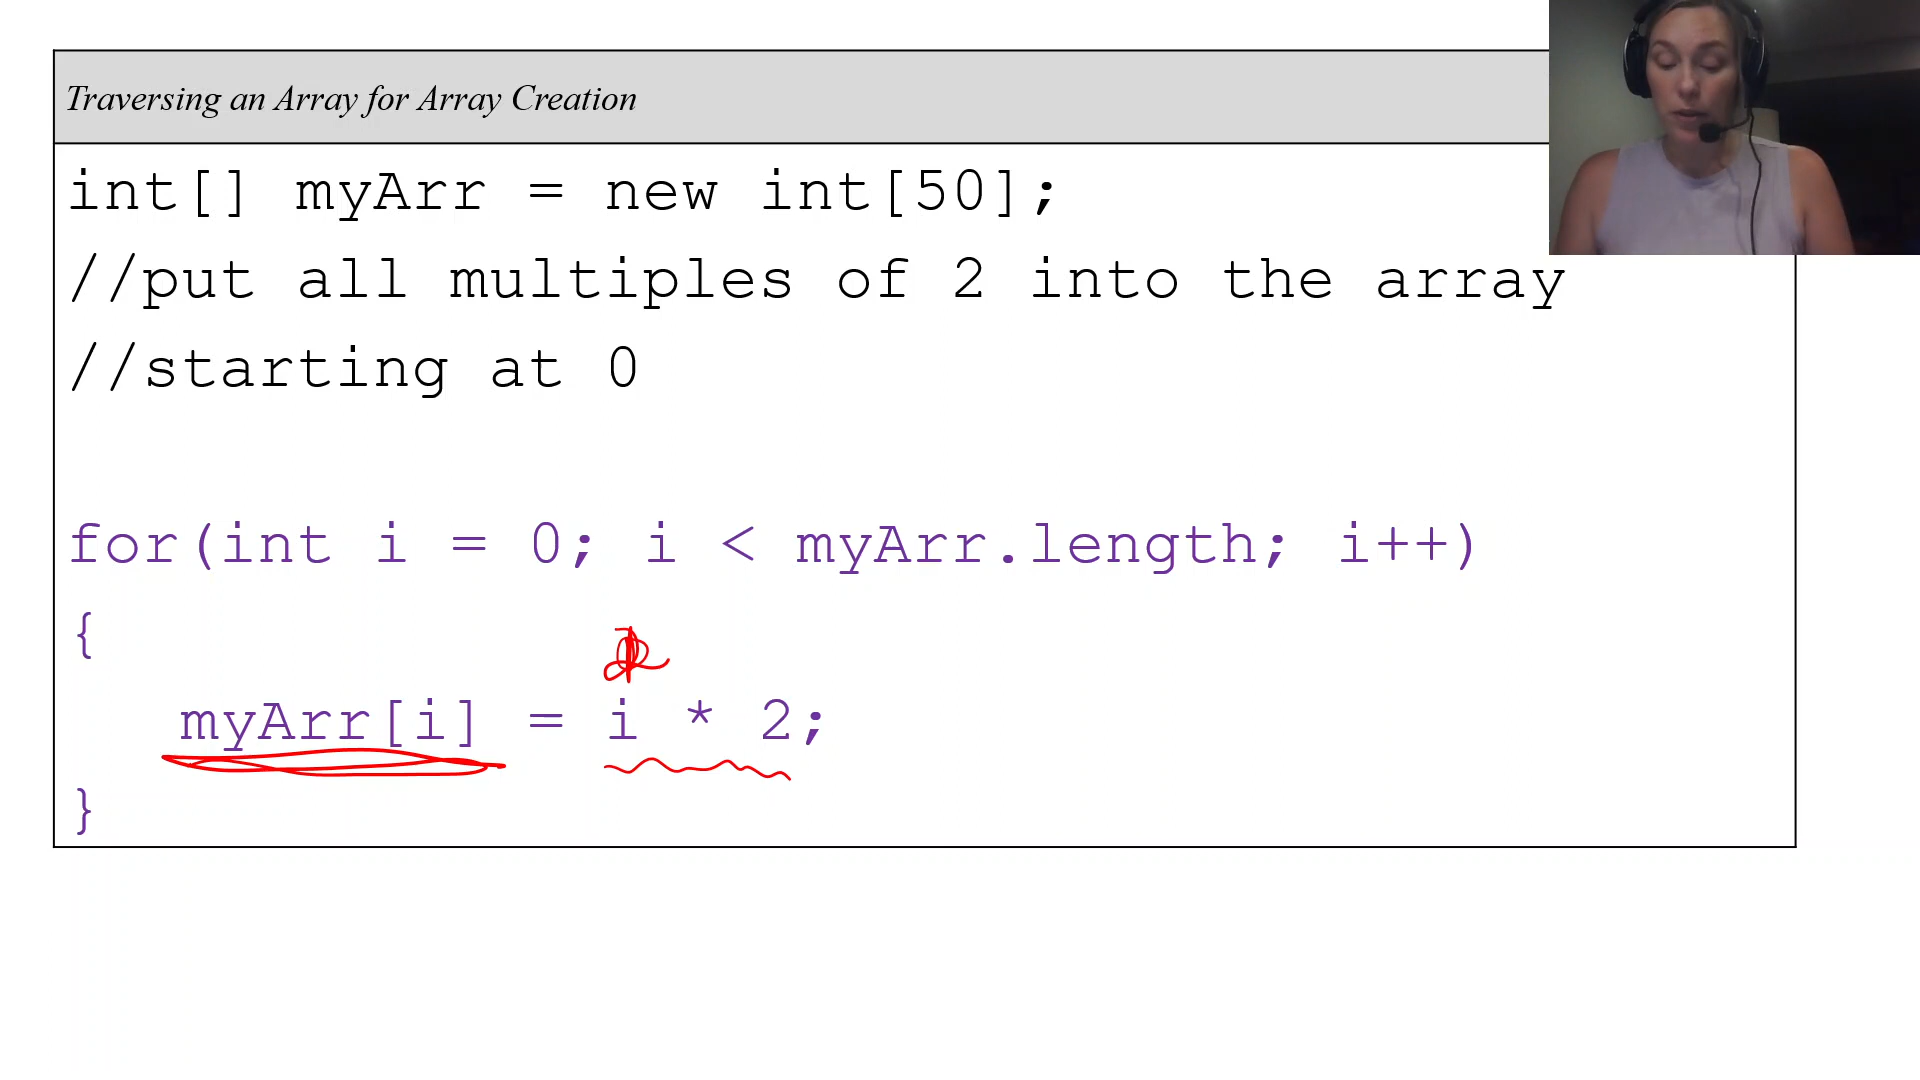 Traversing an Array for Array Creation
int[] myArr = new int[50];
//put all multiples of 2 into the array
//starting at 0
for(int i = 0; i < myArr.length; i++)
{
myArr[i] = i * 2;
}